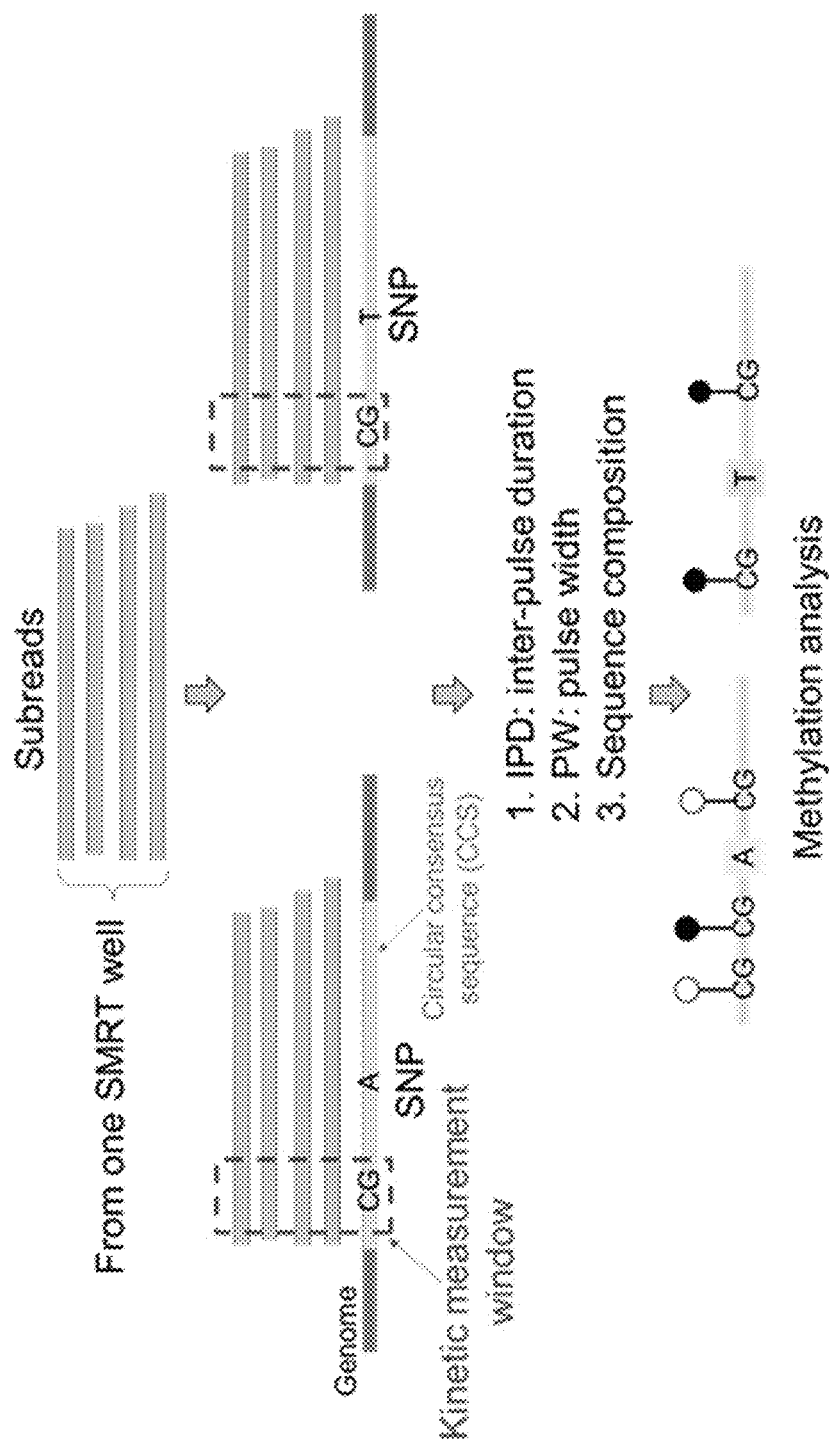 Subreads
From one SMRT well
Genome
CG
A
SNP
CG
T
SNP
Kinetic measurement
window
Circular consensus
sequence (CCS)
1. IPD: inter-pulse duration
2. PW: pulse width
3. Sequence composition
CG
CG
A
CG
CG
T
CG
Methylation analysis